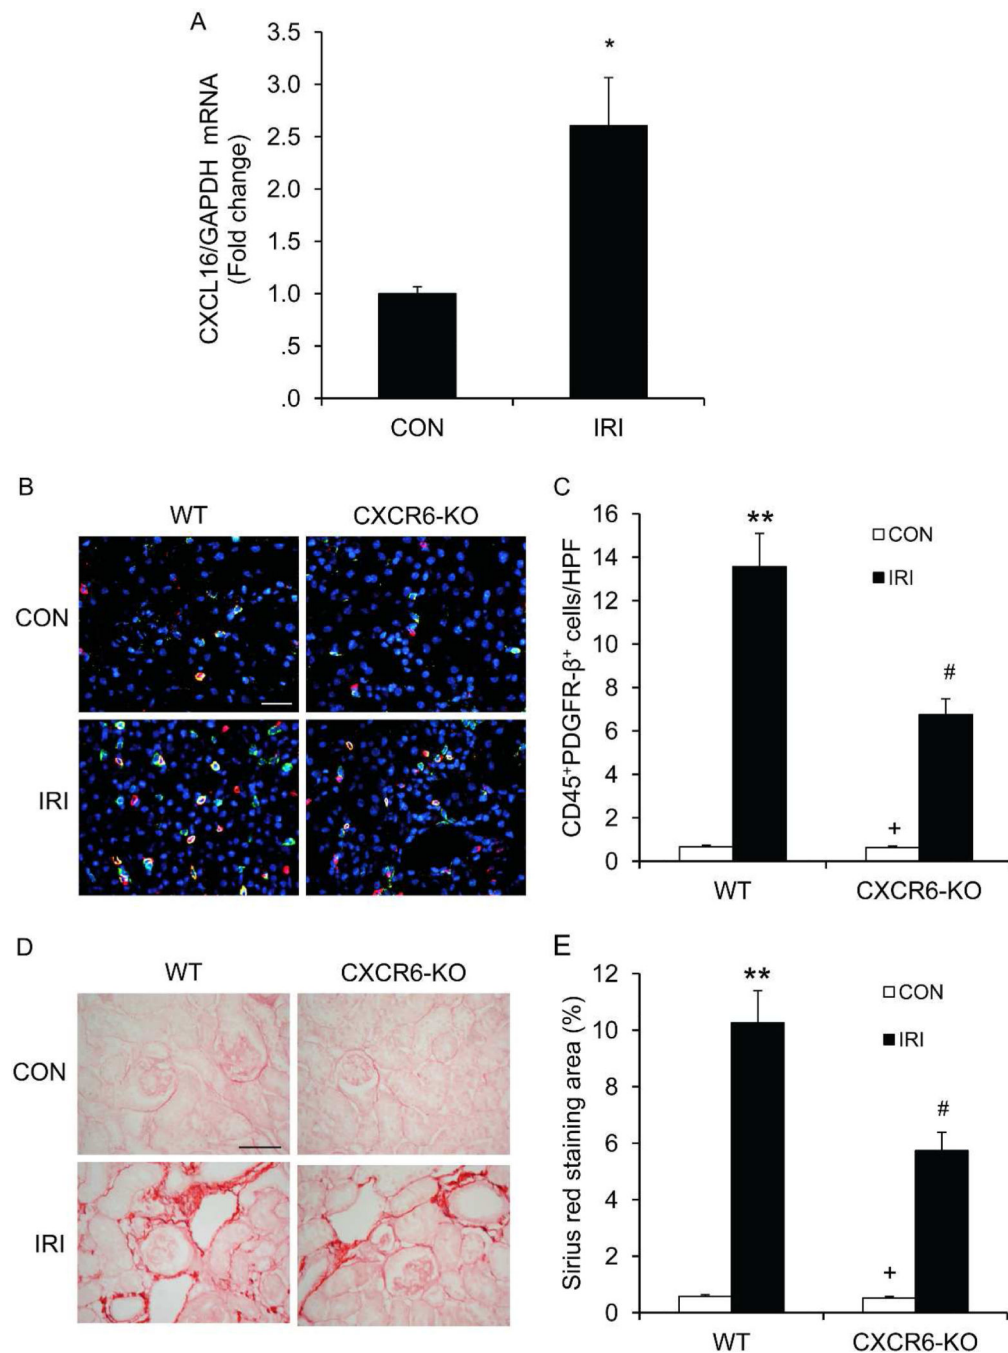 A
CXCL16/GAPDH mRNA
(Fold change)
3.5
3.0
2.5
2.0
1.5
1.0
.5
.0
*
CON IRI
B
WT CXCR6-KO
CON
IRI
C
CD45⁺PDGFR-β⁺ cells/HPF
16
14
12
10
8
6
4
2
0
**
+
#
CON
IRI
WT CXCR6-KO
D
WT CXCR6-KO
CON
IRI
E
Sirius red staining area (%)
12
10
8
6
4
2
0
**
+
#
CON
IRI
WT CXCR6-KO